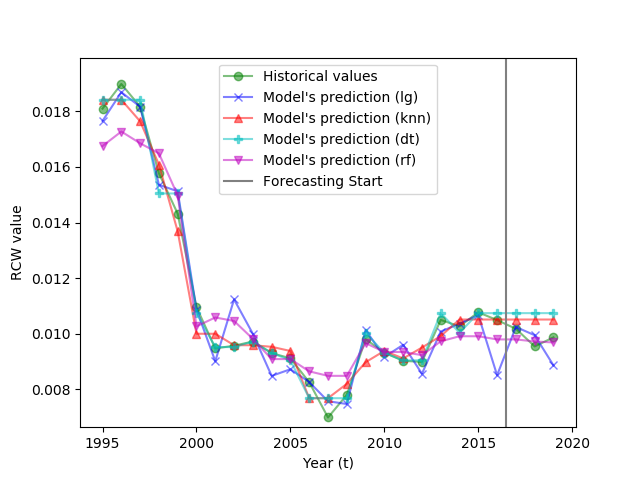 Historical values
Model's prediction (lg)
Model's prediction (knn)
Model's prediction (dt)
Model's prediction (rf)
Forecasting Start
RCW value
0.018
0.016
0.014
0.012
0.010
0.008
1995 2000 2005 2010 2015 2020
Year (t)